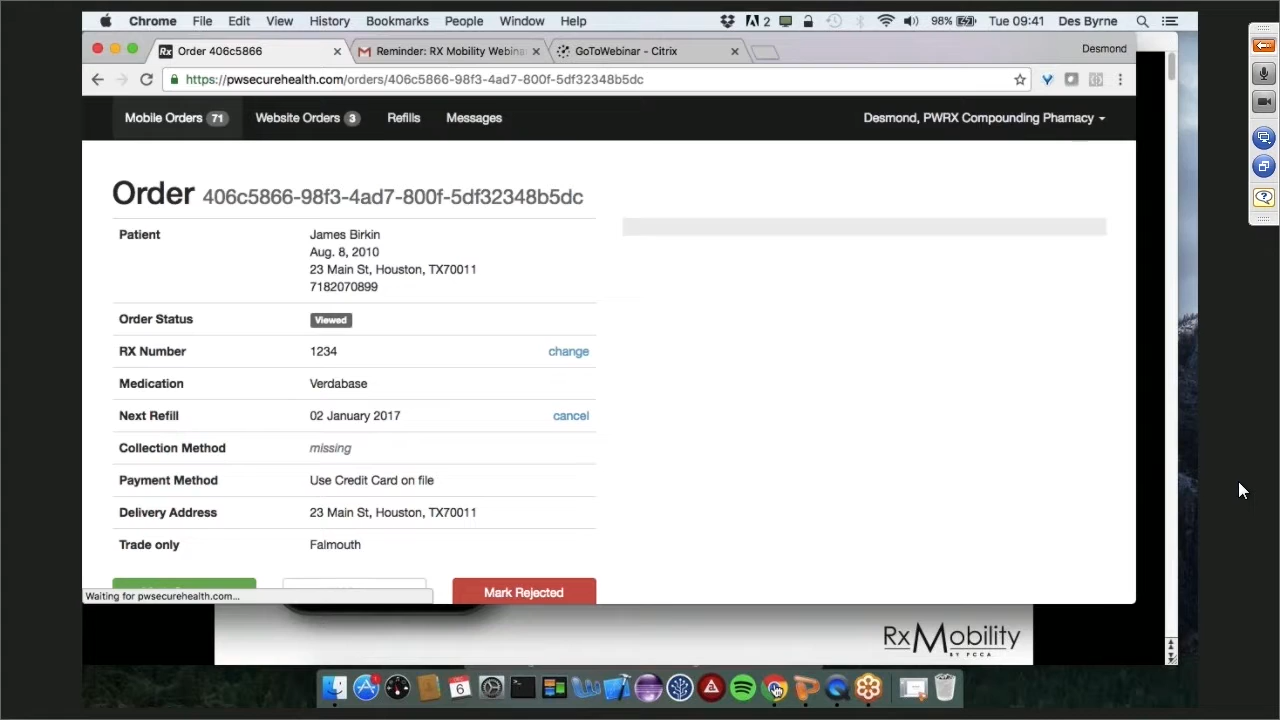 Chrome File Edit View History Bookmarks People Window Help 2 98% Tue 09:41 Des Byrne
Rx Order 406c5866 Reminder: RX Mobility Webina GoToWebinar - Citrix Desmond
https://pwsecurehealth.com/orders/406c5866-98f3-4ad7-800f-5df32348b5dc
Mobile Orders 71 Website Orders 3 Refills Messages Desmond, PWRX Compounding Phamacy
Order 406c5866-98f3-4ad7-800f-5df32348b5dc
Patient James Birkin
Aug. 8, 2010
23 Main St, Houston, TX70011
7182070899
Order Status Viewed
RX Number 1234 change
Medication Verdabase
Next Refill 02 January 2017 cancel
Collection Method missing
Payment Method Use Credit Card on file
Delivery Address 23 Main St, Houston, TX70011
Trade only Falmouth
Mark Rejected
Waiting for pwsecurehealth.com...
RxMobility
BY PCCA
6